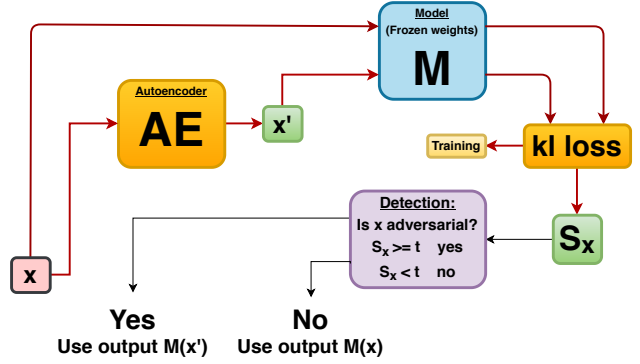 Model
(Frozen weights)
M
Autoencoder
AE
x'
Training
kl loss
Detection:
Is x adversarial?
Sₓ >= t yes
Sₓ < t no
Sₓ
x
Yes
Use output M(x')
No
Use output M(x)